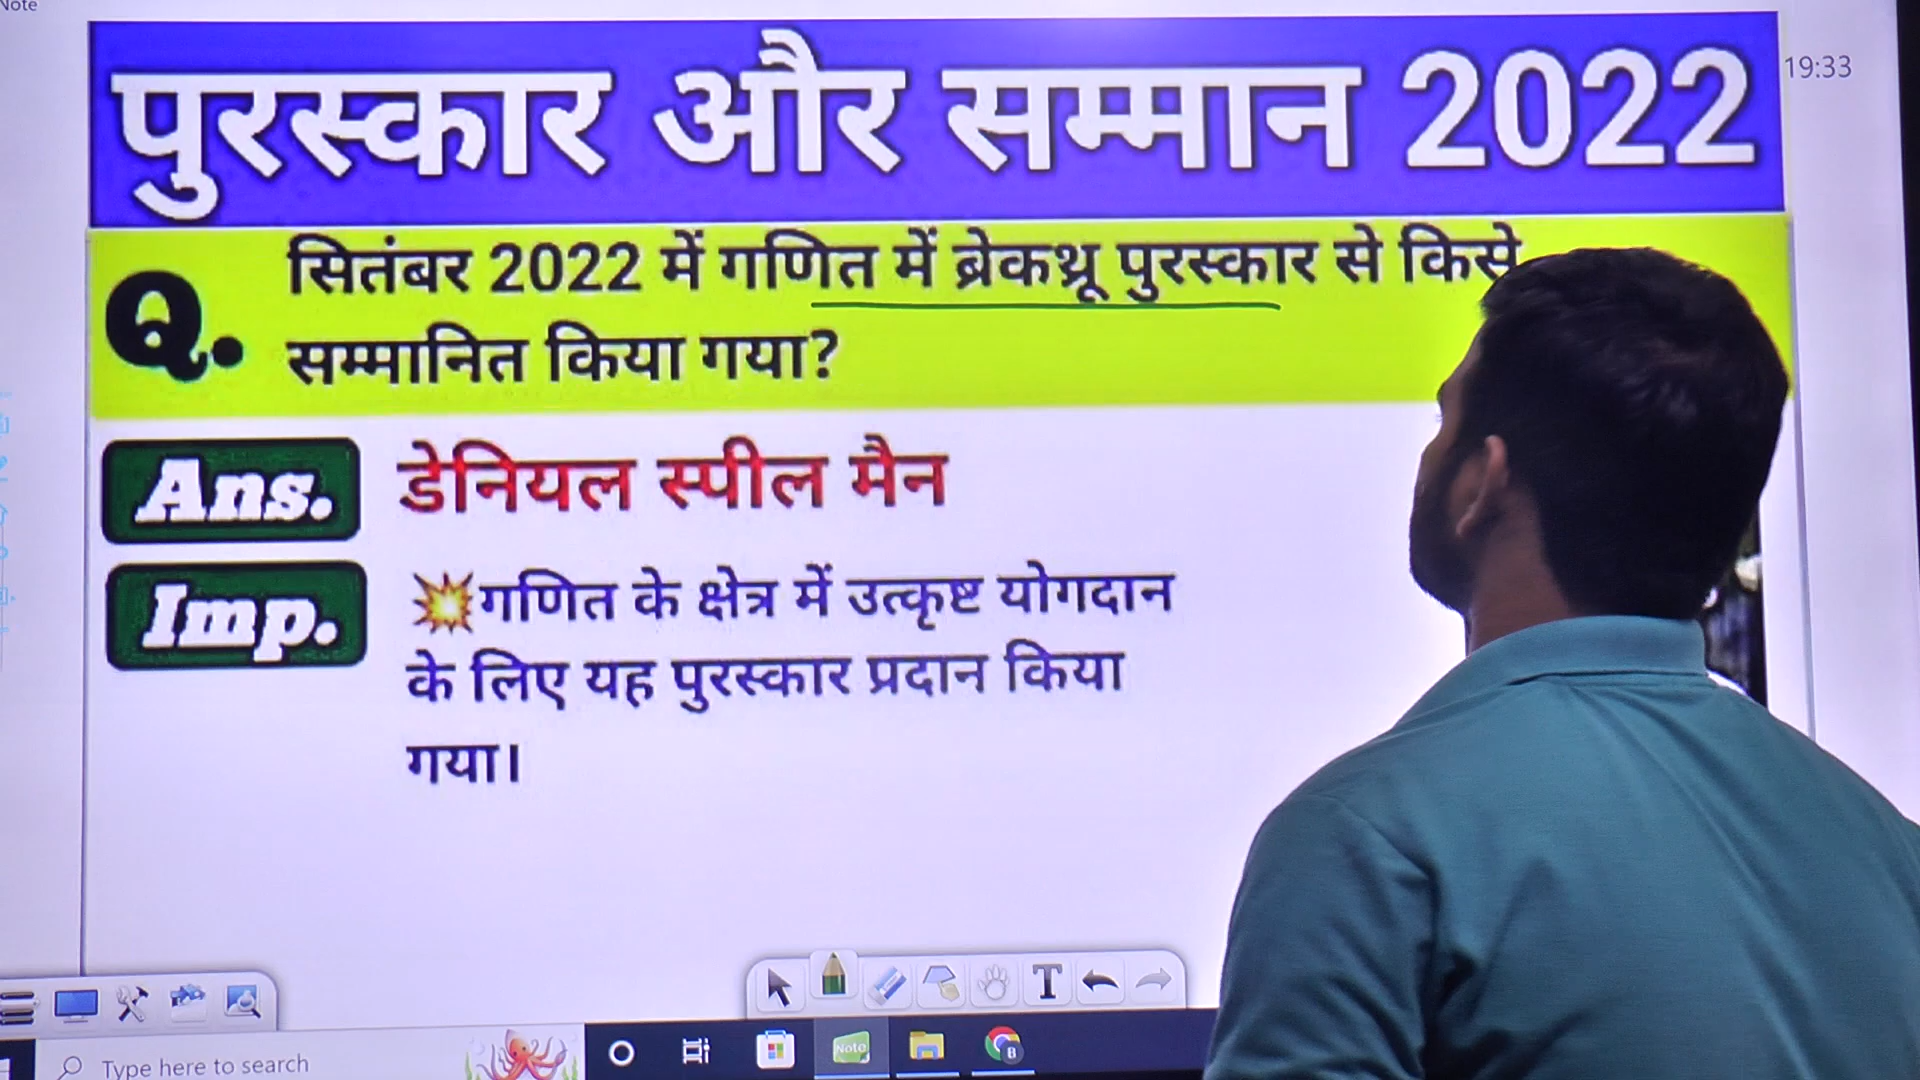 Note
पुरस्कार और सम्मान 2022
19:33
Q. सितंबर 2022 में गणित में ब्रेकथ्रू पुरस्कार से किसे
सम्मानित किया गया?
Ans. डेनियल स्पील मैन
Imp. गणित के क्षेत्र में उत्कृष्ट योगदान
के लिए यह पुरस्कार प्रदान किया
गया।
T
Type here to search
Note
B